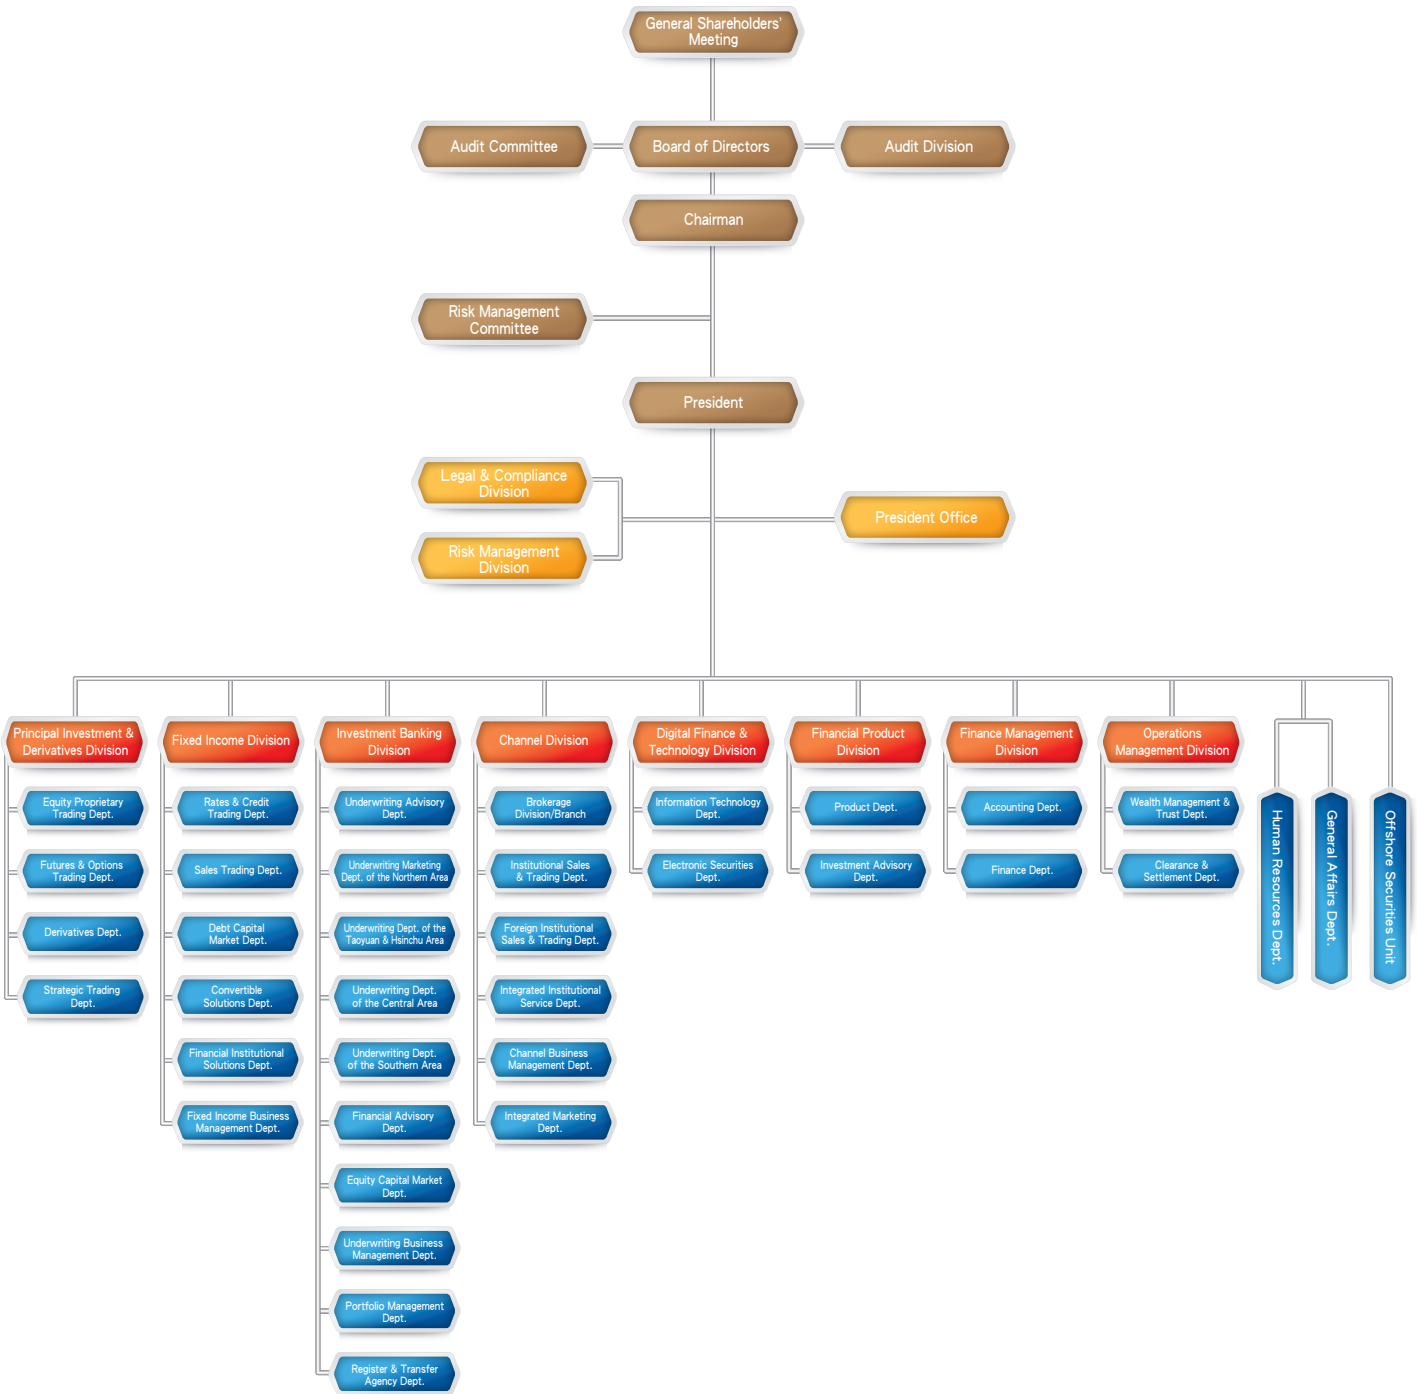 General Shareholders'
Meeting
Audit Committee
Board of Directors
Audit Division
Chairman
Risk Management
Committee
President
Legal & Compliance
Division
President Office
Risk Management
Division
Principal Investment &
Derivatives Division
Equity Proprietary
Trading Dept.
Futures & Options
Trading Dept.
Derivatives Dept.
Strategic Trading
Dept.
Fixed Income Division
Rates & Credit
Trading Dept.
Sales Trading Dept.
Debt Capital
Market Dept.
Convertible
Solutions Dept.
Financial Institutional
Solutions Dept.
Fixed Income Business
Management Dept.
Investment Banking
Division
Underwriting Advisory
Dept.
Underwriting Marketing
Dept. of the Northern Area
Underwriting Dept. of the
Taoyuan & Hsinchu Area
Underwriting Dept.
of the Central Area
Underwriting Dept.
of the Southern Area
Financial Advisory
Dept.
Equity Capital Market
Dept.
Underwriting Business
Management Dept.
Portfolio Management
Dept.
Register & Transfer
Agency Dept.
Channel Division
Brokerage
Division/Branch
Institutional Sales
& Trading Dept.
Foreign Institutional
Sales & Trading Dept.
Integrated Institutional
Service Dept.
Channel Business
Management Dept.
Integrated Marketing
Dept.
Digital Finance &
Technology Division
Information Technology
Dept.
Electronic Securities
Dept.
Financial Product
Division
Product Dept.
Investment Advisory
Dept.
Finance Management
Division
Accounting Dept.
Finance Dept.
Operations
Management Division
Wealth Management &
Trust Dept.
Clearance &
Settlement Dept.
Human Resources Dept.
General Affairs Dept.
Offshore Securities Unit